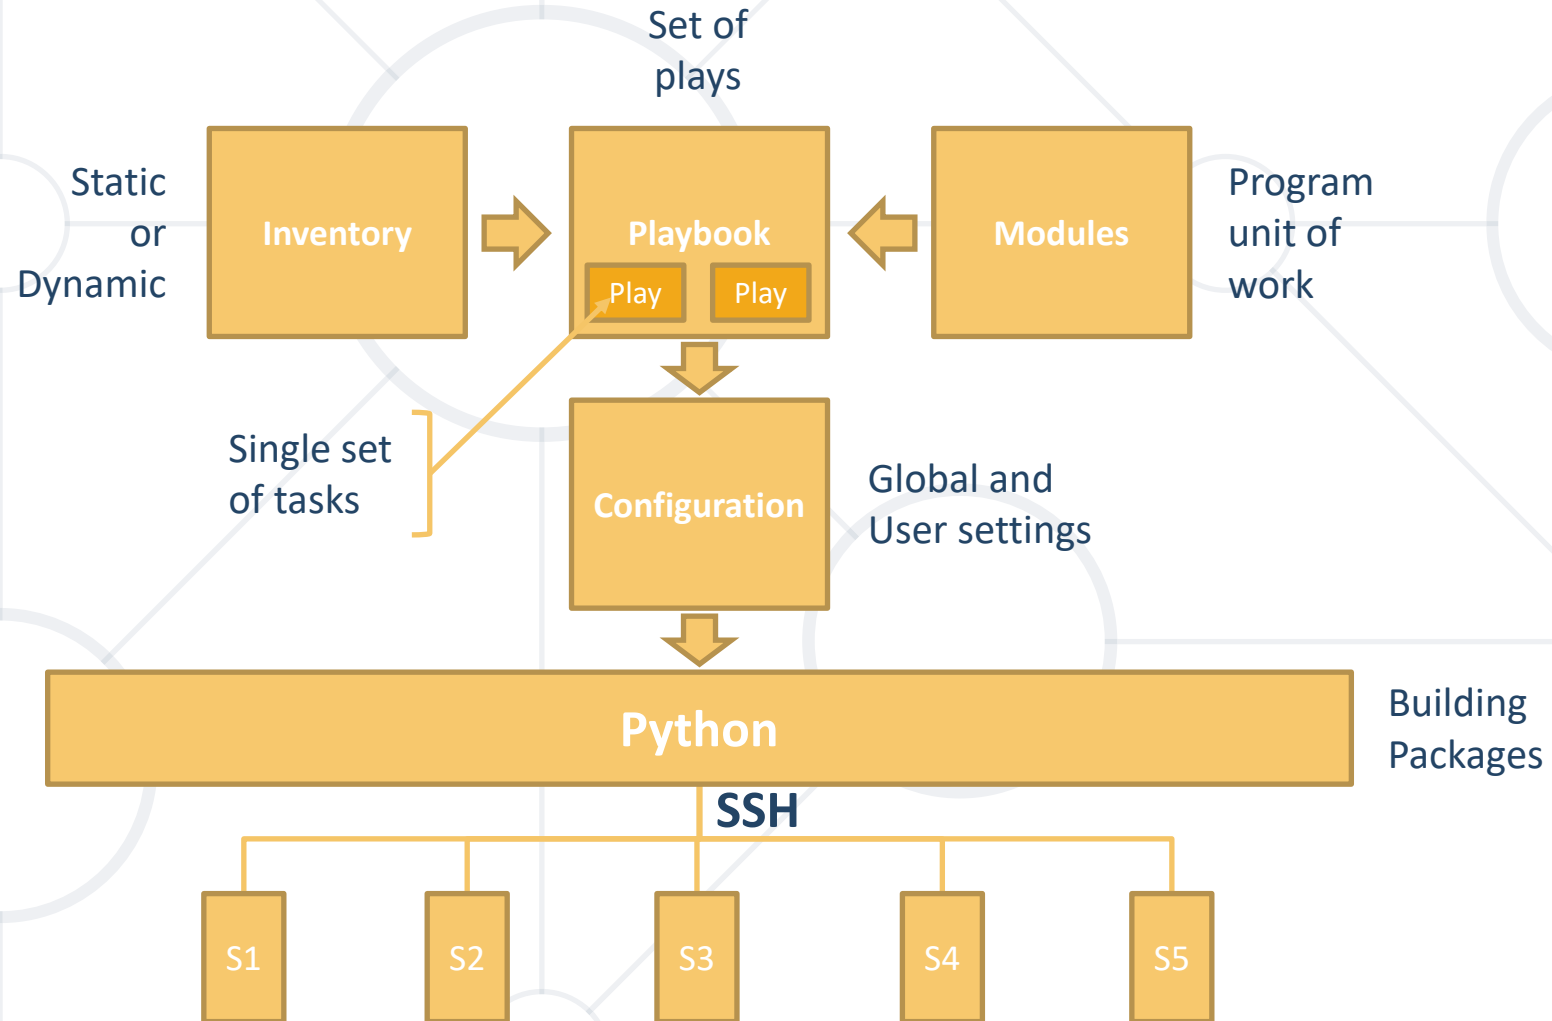 Set of
plays
Static
or
Dynamic
Inventory
Playbook
Play
Play
Modules
Program
unit of
work
Single set
of tasks
Configuration
Global and
User settings
Python
Building
Packages
SSH
S1
S2
S3
S4
S5